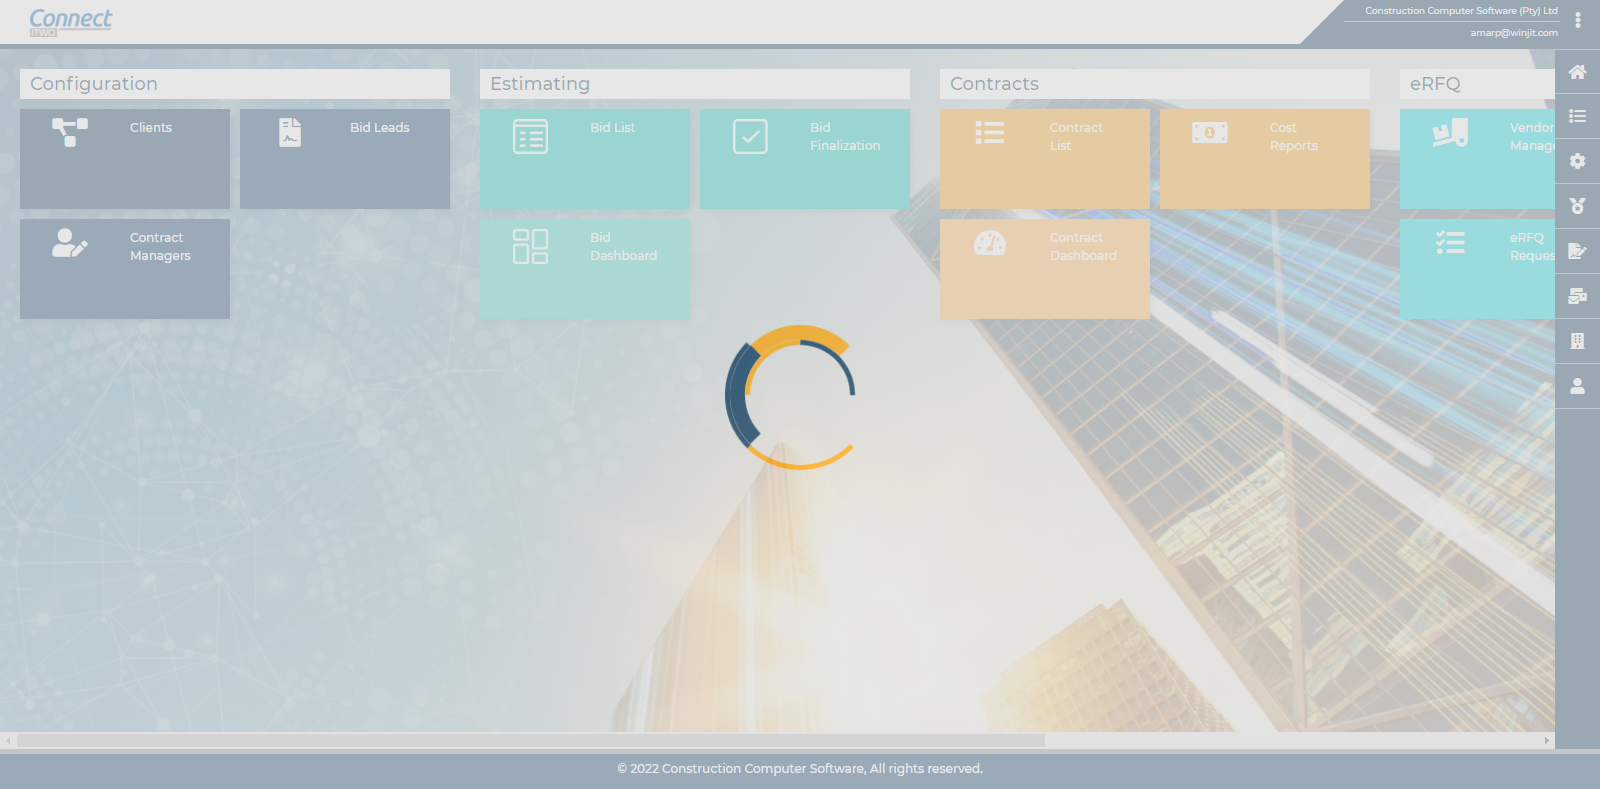 Connect
iTWO
Construction Computer Software (Pty) Ltd
amarp@winjit.com
Configuration
Clients
Bid Leads
Contract
Managers
Estimating
Bid List
Bid
Finalization
Bid
Dashboard
Contracts
Contract
List
Cost
Reports
Contract
Dashboard
eRFQ
Vendor
Manag
eRFQ
Reques
© 2022 Construction Computer Software, All rights reserved.